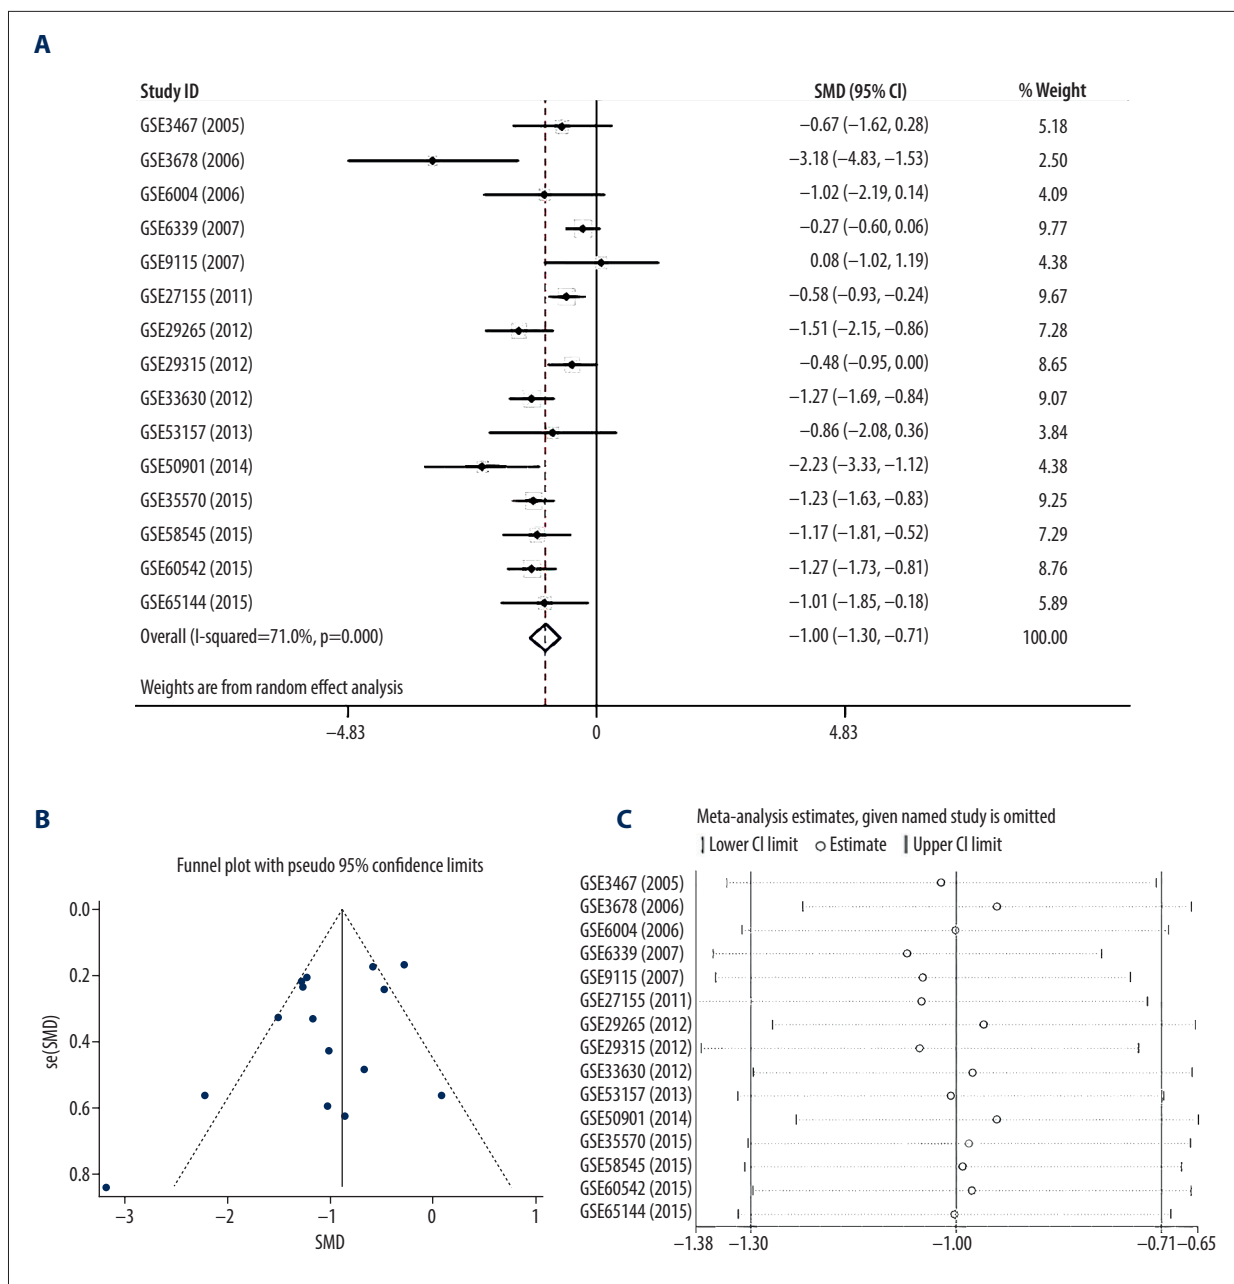 A
Study ID SMD (95% CI) % Weight
GSE3467 (2005) −0.67 (−1.62, 0.28) 5.18
GSE3678 (2006) −3.18 (−4.83, −1.53) 2.50
GSE6004 (2006) −1.02 (−2.19, 0.14) 4.09
GSE6339 (2007) −0.27 (−0.60, 0.06) 9.77
GSE9115 (2007) 0.08 (−1.02, 1.19) 4.38
GSE27155 (2011) −0.58 (−0.93, −0.24) 9.67
GSE29265 (2012) −1.51 (−2.15, −0.86) 7.28
GSE29315 (2012) −0.48 (−0.95, 0.00) 8.65
GSE33630 (2012) −1.27 (−1.69, −0.84) 9.07
GSE53157 (2013) −0.86 (−2.08, 0.36) 3.84
GSE50901 (2014) −2.23 (−3.33, −1.12) 4.38
GSE35570 (2015) −1.23 (−1.63, −0.83) 9.25
GSE58545 (2015) −1.17 (−1.81, −0.52) 7.29
GSE60542 (2015) −1.27 (−1.73, −0.81) 8.76
GSE65144 (2015) −1.01 (−1.85, −0.18) 5.89
Overall (I-squared=71.0%, p=0.000) −1.00 (−1.30, −0.71) 100.00
Weights are from random effect analysis
−4.83 0 4.83
B
Funnel plot with pseudo 95% confidence limits
0.0
0.2
0.4
0.6
0.8
se(SMD)
−3 −2 −1 0 1
SMD
C
Meta-analysis estimates, given named study is omitted
Lower CI limit Estimate Upper CI limit
GSE3467 (2005)
GSE3678 (2006)
GSE6004 (2006)
GSE6339 (2007)
GSE9115 (2007)
GSE27155 (2011)
GSE29265 (2012)
GSE29315 (2012)
GSE33630 (2012)
GSE53157 (2013)
GSE50901 (2014)
GSE35570 (2015)
GSE58545 (2015)
GSE60542 (2015)
GSE65144 (2015)
−1.38 −1.30 −1.00 −0.71 −0.65